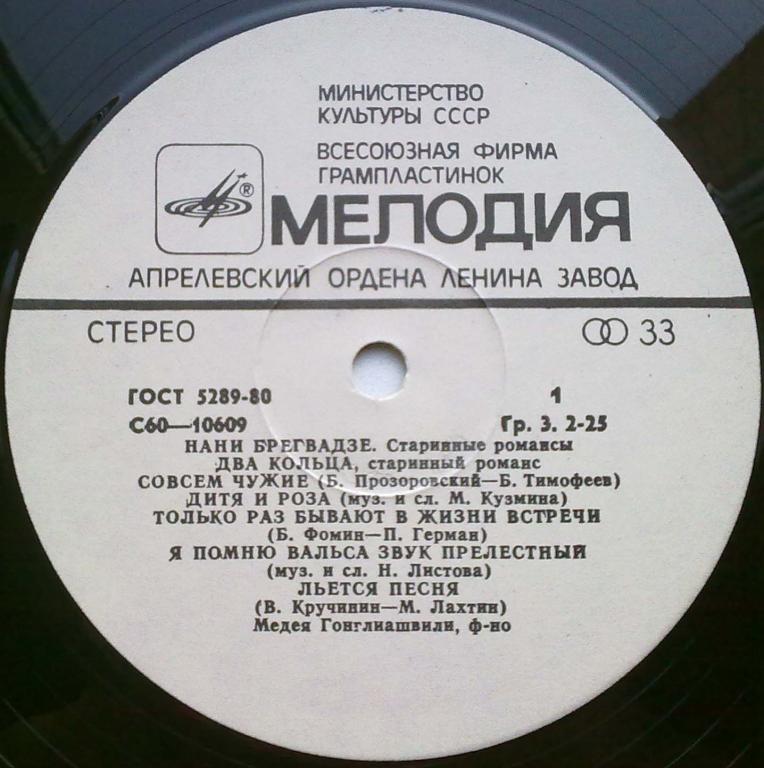 МИНИСТЕРСТВО
КУЛЬТУРЫ СССР
ВСЕСОЮЗНАЯ ФИРМА
ГРАМПЛАСТИНОК
®
МЕЛОДИЯ
АПРЕЛЕВСКИЙ ОРДЕНА ЛЕНИНА ЗАВОД
СТЕРЕО 33
ГОСТ 5289-80 1
С60—10609 Гр. 3. 2-25
НАНИ БРЕГВАДЗЕ. Старинные романсы
ДВА КОЛЬЦА, старинный романс
СОВСЕМ ЧУЖИЕ (Б. Прозоровский—Б. Тимофеев)
ДИТЯ И РОЗА (муз. и сл. М. Кузмина)
ТОЛЬКО РАЗ БЫВАЮТ В ЖИЗНИ ВСТРЕЧИ
(Б. Фомин—П. Герман)
Я ПОМНЮ ВАЛЬСА ЗВУК ПРЕЛЕСТНЫЙ
(муз. и сл. Н. Листова)
ЛЬЕТСЯ ПЕСНЯ
(В. Кручинин—М. Лахтин)
Медея Гонглиашвили, ф-но